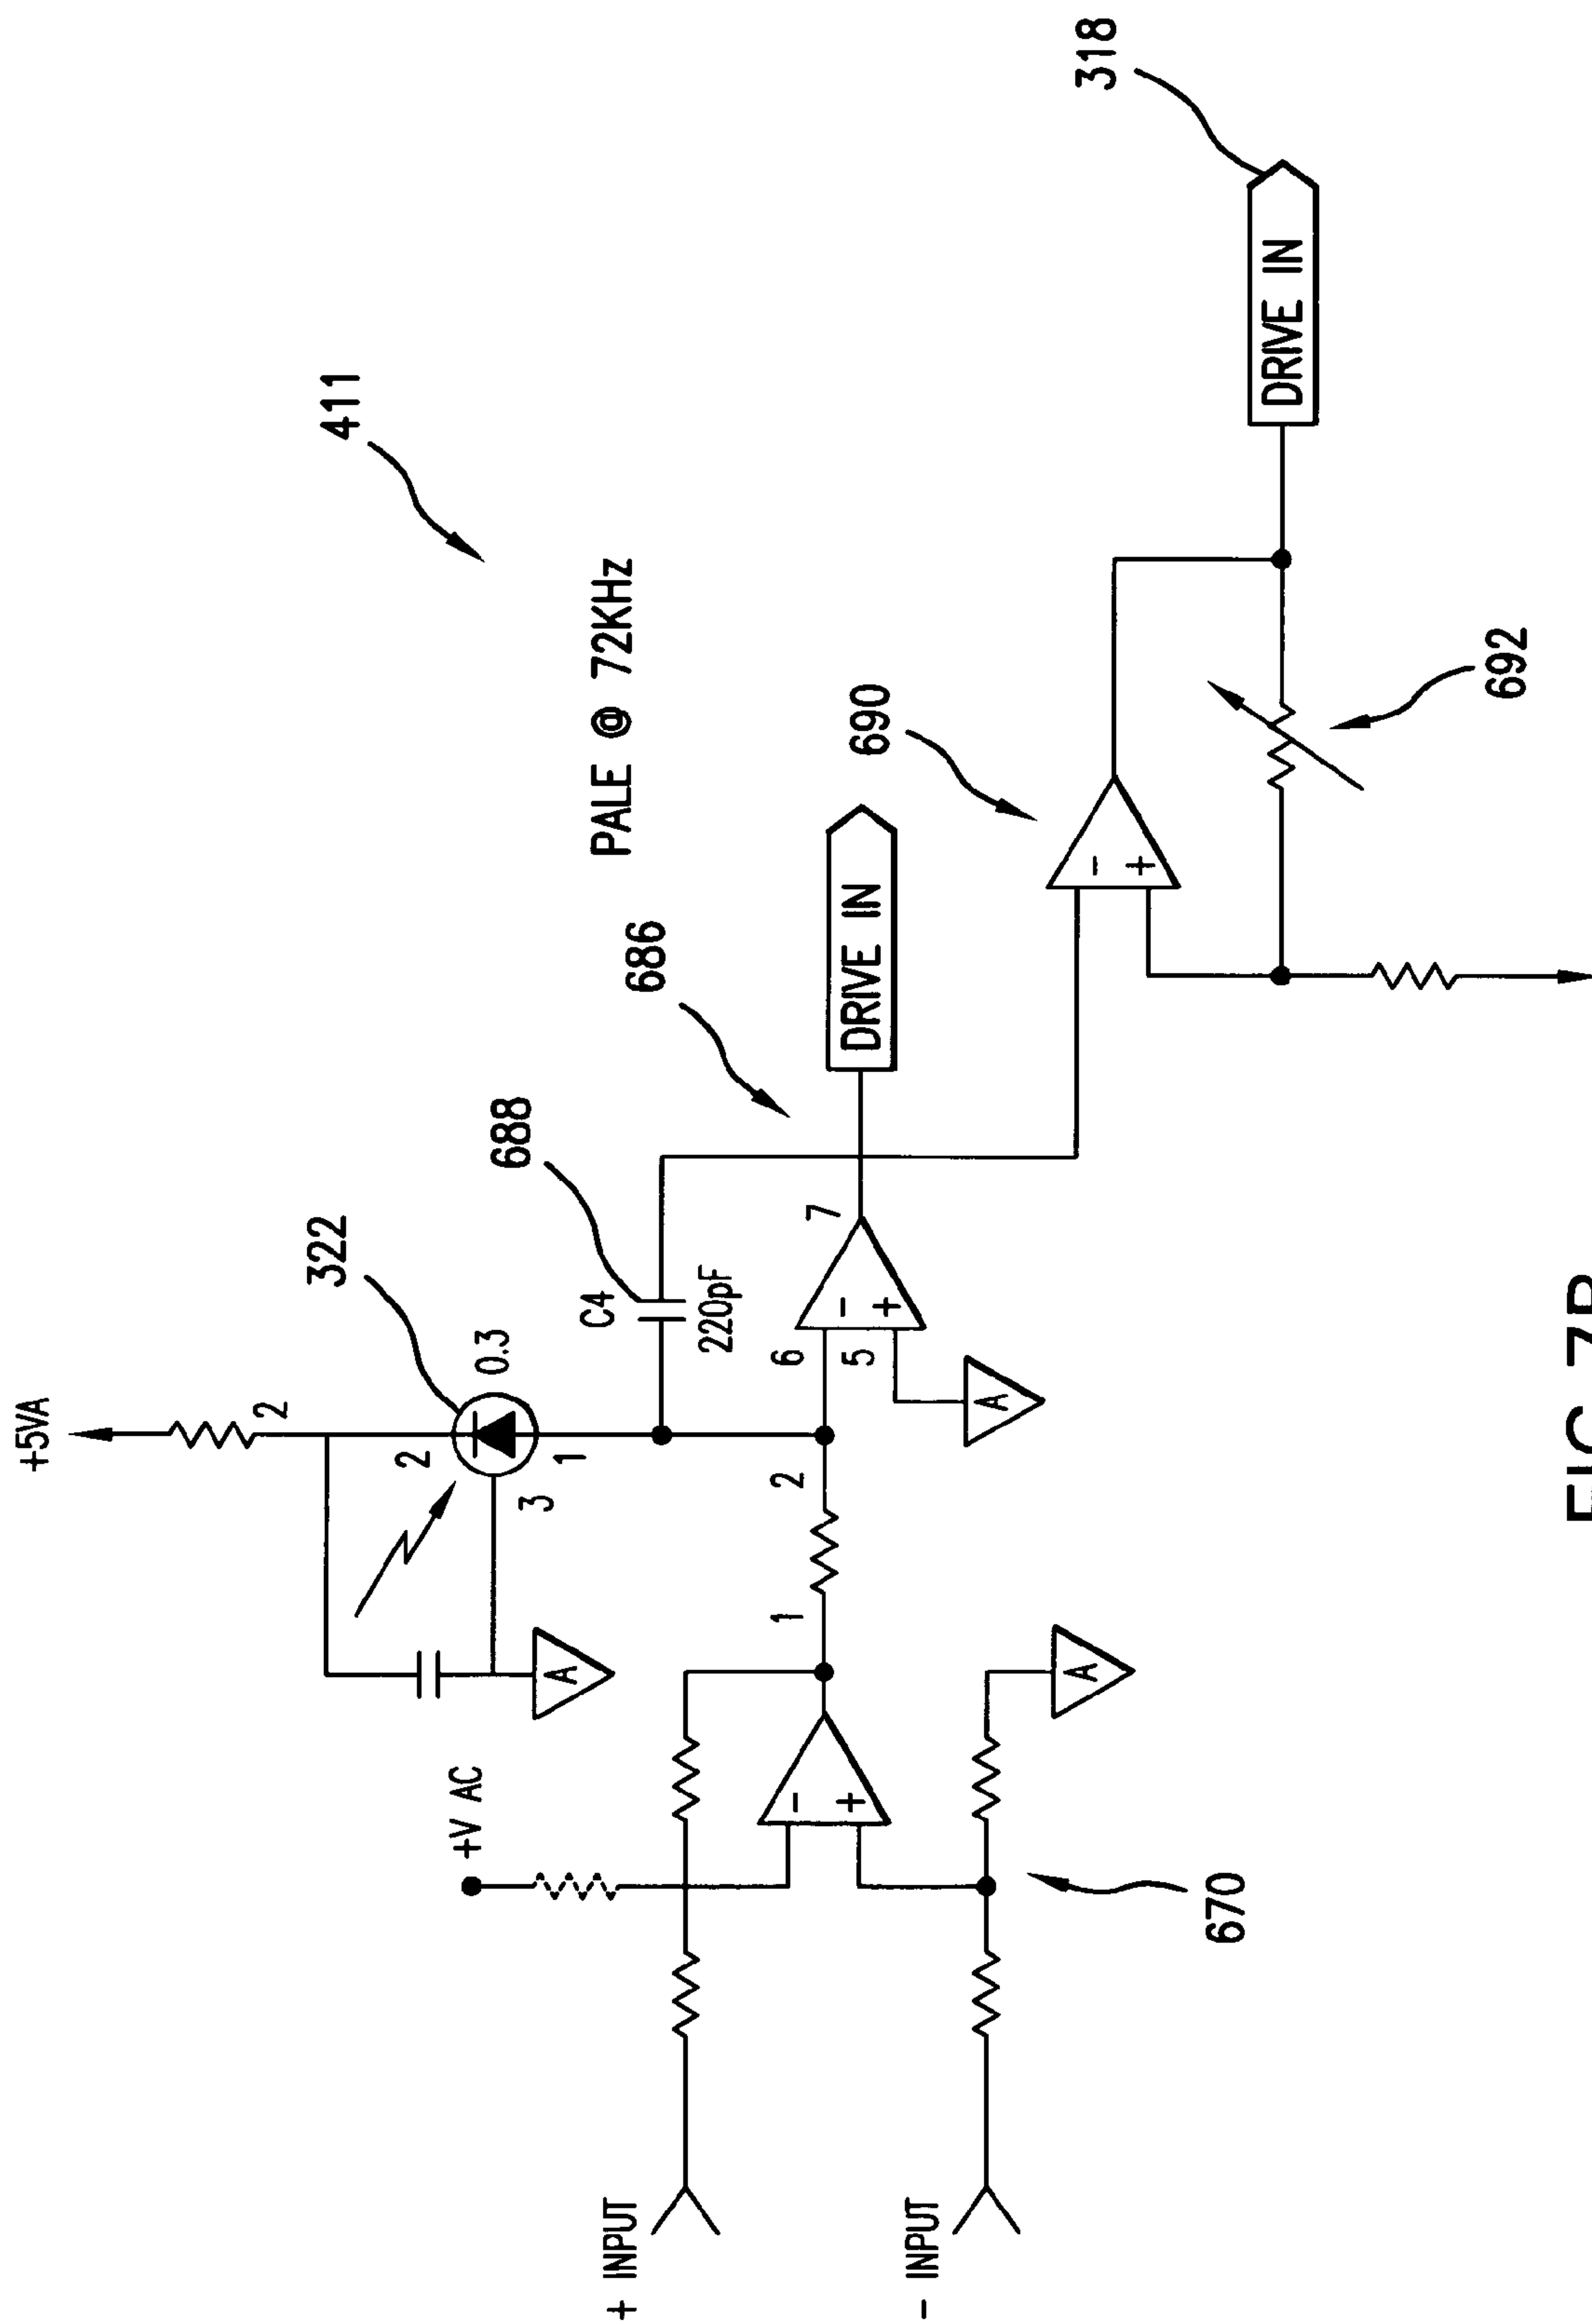 +5VA
2
411
322
2
0.3
3
1
688
C4
220pF
PALE @ 72KHz
686
+V AC
A
+ INPUT
1
2
6
-
7
DRIVE IN
690
-
+
5
+
A
- INPUT
A
670
-
+
318
DRIVE IN
692
FIG. 7B